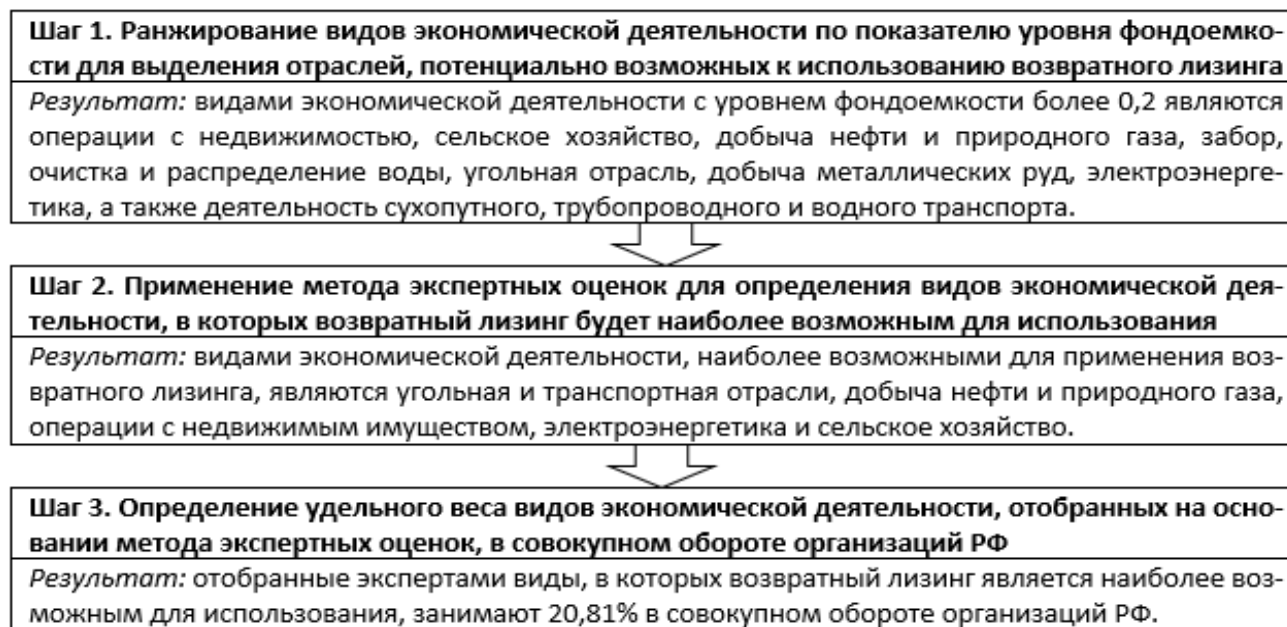 Шаг 1. Ранжирование видов экономической деятельности по показателю уровня фондоемко-
сти для выделения отраслей, потенциально возможных к использованию возвратного лизинга
Результат: видами экономической деятельности с уровнем фондоемкости более 0,2 являются
операции с недвижимостью, сельское хозяйство, добыча нефти и природного газа, забор,
очистка и распределение воды, угольная отрасль, добыча металлических руд, электроэнерге-
тика, а также деятельность сухопутного, трубопроводного и водного транспорта.
Шаг 2. Применение метода экспертных оценок для определения видов экономической дея-
тельности, в которых возвратный лизинг будет наиболее возможным для использования
Результат: видами экономической деятельности, наиболее возможными для применения воз-
вратного лизинга, являются угольная и транспортная отрасли, добыча нефти и природного газа,
операции с недвижимым имуществом, электроэнергетика и сельское хозяйство.
Шаг 3. Определение удельного веса видов экономической деятельности, отобранных на осно-
вании метода экспертных оценок, в совокупном обороте организаций РФ
Результат: отобранные экспертами виды, в которых возвратный лизинг является наиболее воз-
можным для использования, занимают 20,81% в совокупном обороте организаций РФ.